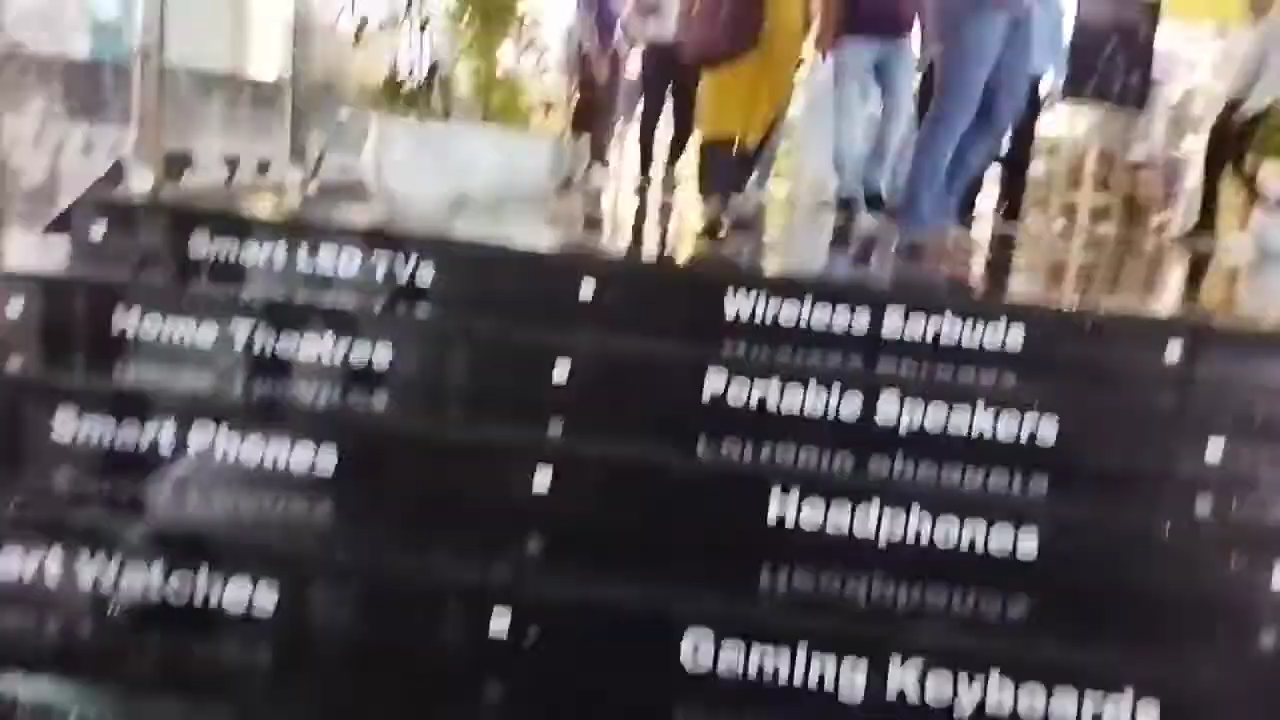 Smart LED TVs
Home Theatres
Smart Phones
Watches
Wireless Earbuds
Portable Speakers
Headphones
Gaming Keyboards